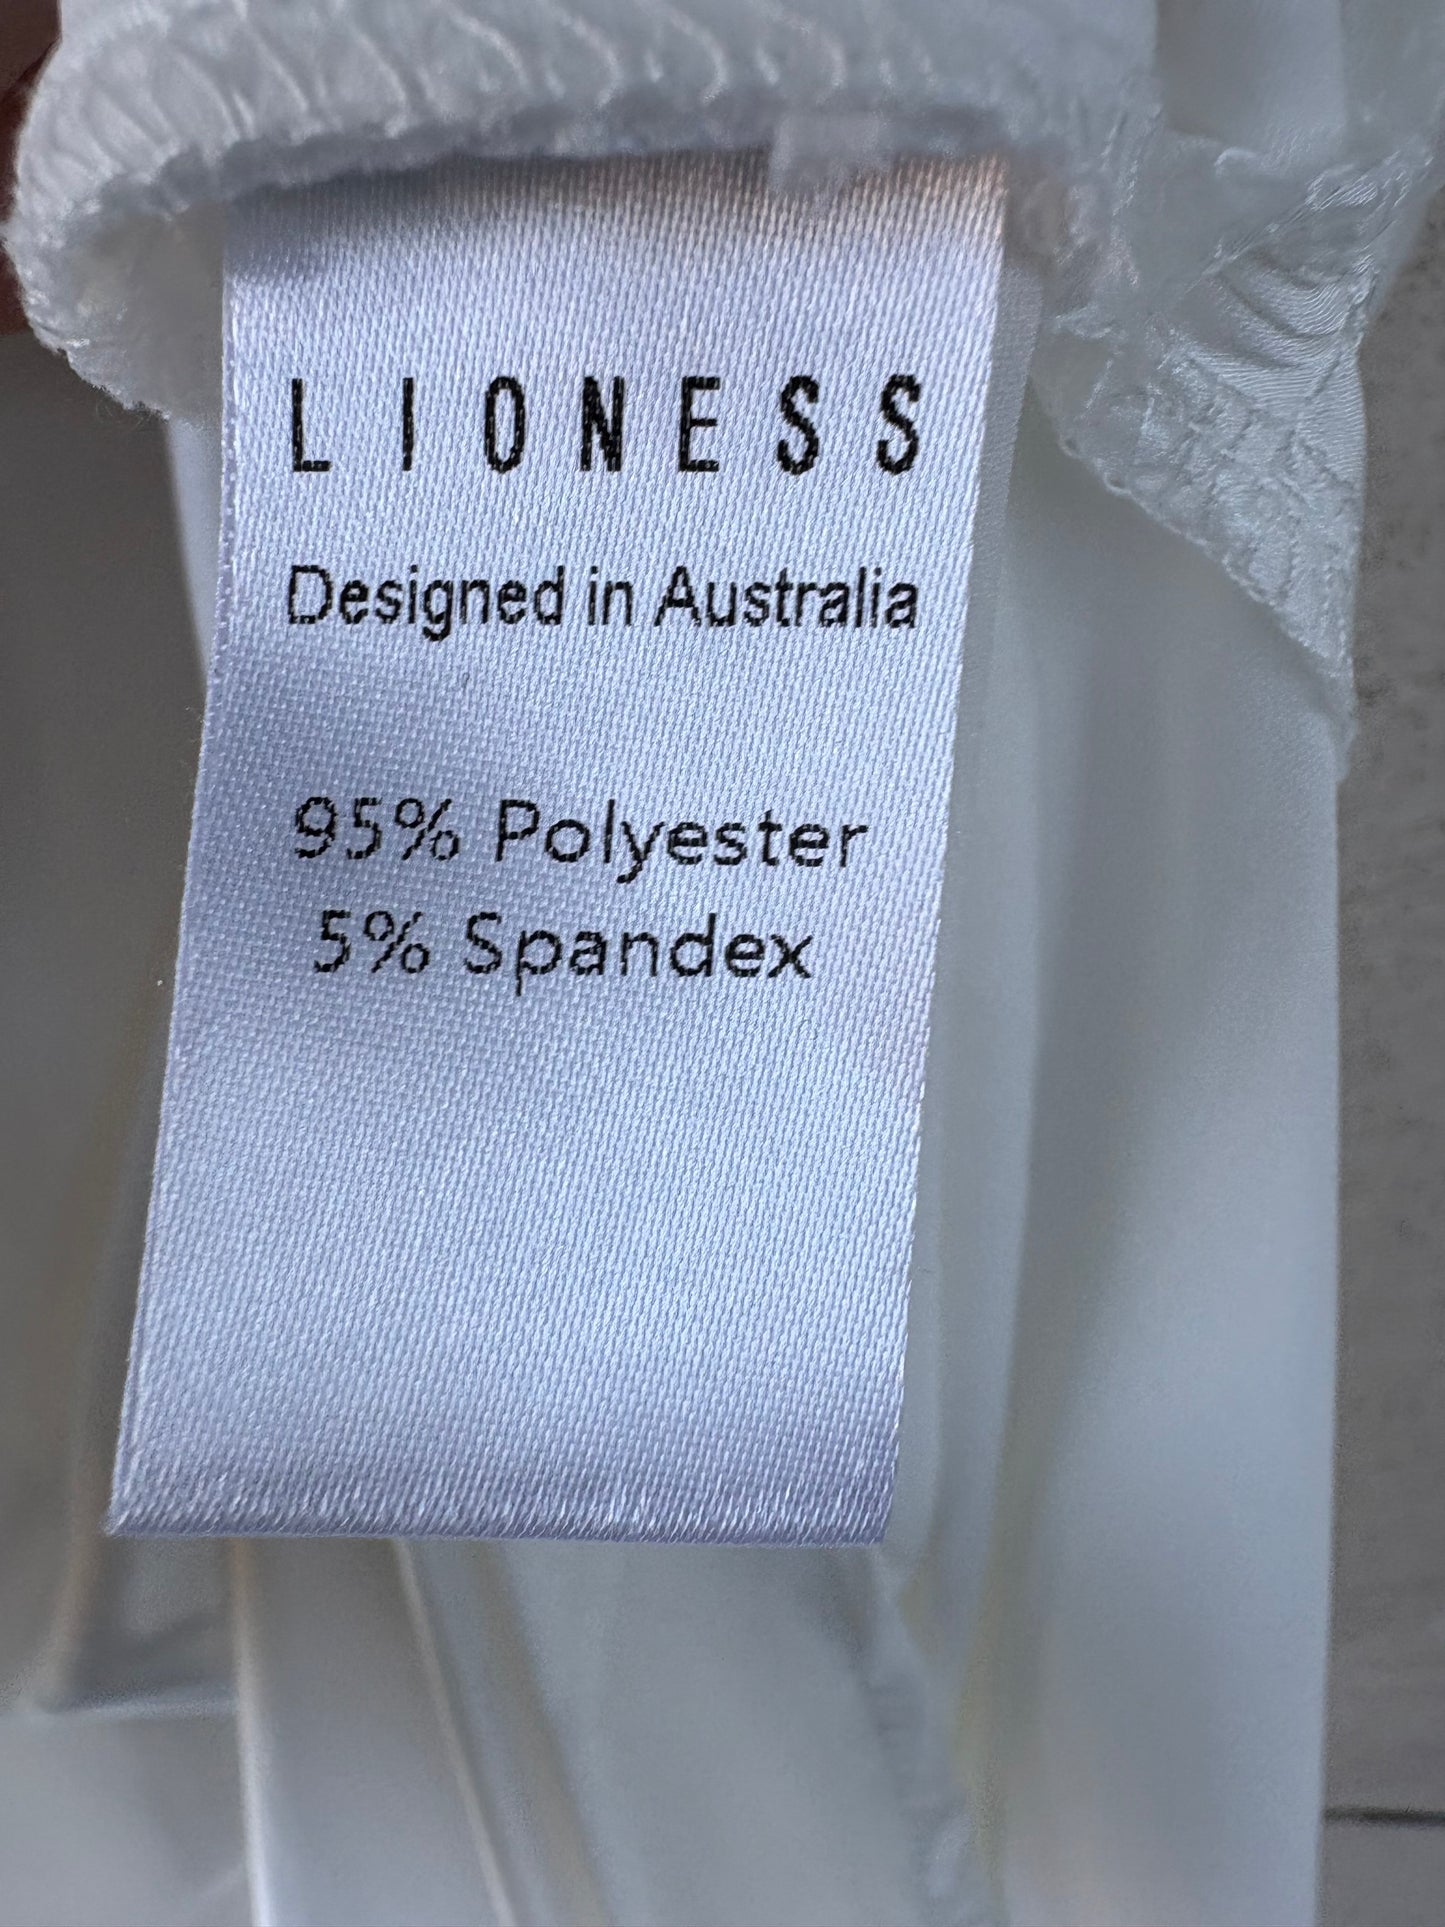 LIONESS
Designed in Australia
95% Polyester
5% Spandex